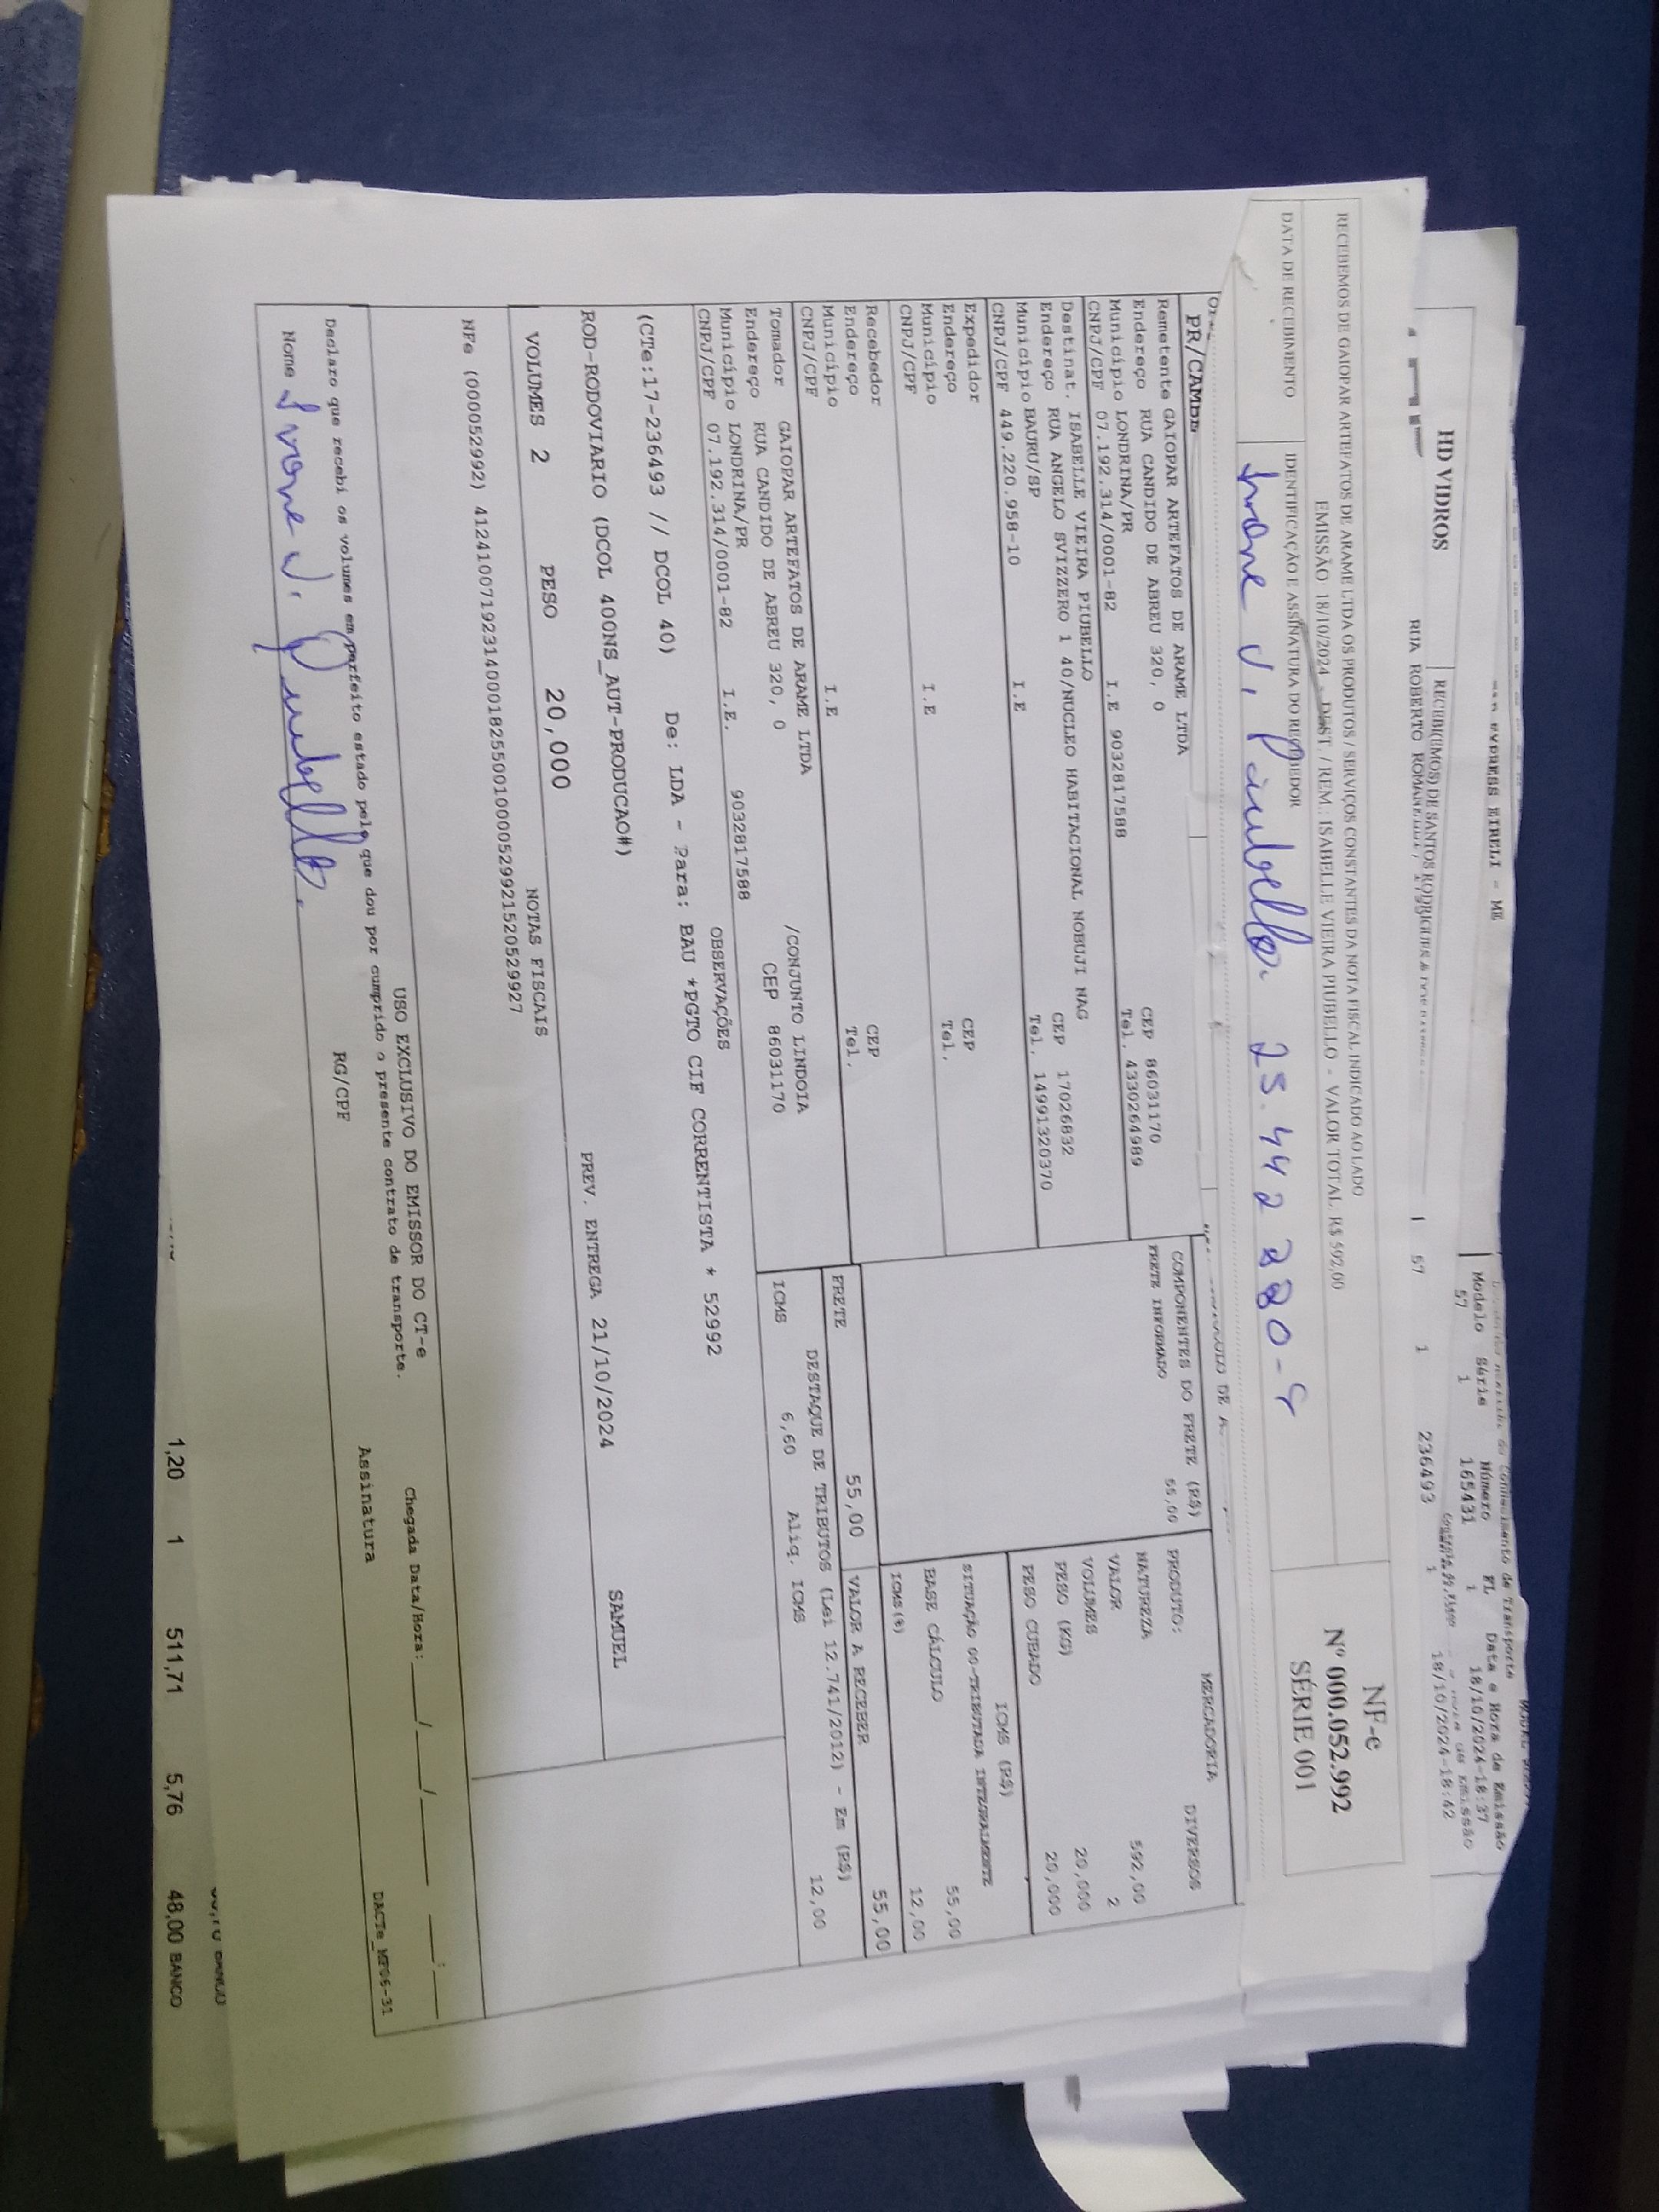 EXPRESS EIRELI - ME
Modelo Série Número FL Data e Hora de Emissão
57 1 165431 1 18/10/2024-18:37
HD VIDROS
RUA ROBERTO
57 1 236493 1 18/10/2024-18:42
RECEBEMOS DE GAIOPAR ARTEFATOS DE ARAME LTDA OS PRODUTOS / SERVIÇOS CONSTANTES DA NOTA FISCAL INDICADO AO LADO
EMISSÃO: 18/10/2024 - DEST. / REM.: ISABELLE VIEIRA PIUBELLO - VALOR TOTAL: R$ 592,00
NF-e
Nº 000.052.992
SÉRIE 001
DATA DE RECEBIMENTO
IDENTIFICAÇÃO E ASSINATURA DO RECEBEDOR
Ivone V. Piubello. 25.442 280-5
PR/CAMBE
Remetente GAIOPAR ARTEFATOS DE ARAME LTDA
Endereço RUA CANDIDO DE ABREU 320, 0 CEP 86031170
Município LONDRINA/PR Tel. 4330264989
CNPJ/CPF 07.192.314/0001-82 I.E 9032817588
Destinat. ISABELLE VIEIRA PIUBELLO
Endereço RUA ANGELO SVIZZERO 1 40/NUCLEO HABITACIONAL NOBUJI NAG CEP 17026832
Município BAURU/SP Tel. 14991320370
CNPJ/CPF 449.220.958-10 I.E
Expedidor
Endereço CEP
Município Tel.
CNPJ/CPF I.E
Recebedor
Endereço CEP
Município Tel.
CNPJ/CPF I.E
Tomador GAIOPAR ARTEFATOS DE ARAME LTDA
Endereço RUA CANDIDO DE ABREU 320, 0 /CONJUNTO LINDOIA
Município LONDRINA/PR CEP 86031170
CNPJ/CPF 07.192.314/0001-82 I.E. 9032817588
COMPONENTES DO FRETE (R$)
FRETE INFORMADO 55,00
MERCADORIA
PRODUTO: DIVERSOS
NATUREZA
VALOR 592,00
VOLUMES 2
PESO (KG) 20,000
PESO CUBADO 20,000
ICMS (R$)
SITUAÇÃO 00-TRIBUTADA INTEGRALMENTE
BASE CÁLCULO 55,00
ICMS(%) 12,00
FRETE 55,00 VALOR A RECEBER 55,00
DESTAQUE DE TRIBUTOS (Lei 12.741/2012) - Em (R$)
ICMS 6,60 Aliq. ICMS 12,00
OBSERVAÇÕES
(CTe:17-236493 // DCOL 40) De: LDA - Para: BAU *PGTO CIF CORRENTISTA * 52992
ROD-RODOVIARIO (DCOL 400NS_AUT-PRODUCAO#)
PREV. ENTREGA 21/10/2024 SAMUEL
VOLUMES 2 PESO 20,000 NOTAS FISCAIS
NFe (000052992) 41241007192314000182550010000529921520529927
USO EXCLUSIVO DO EMISSOR DO CT-e
Chegada Data/Hora: ____/____/______ ___:___
Declaro que recebi os volumes em perfeito estado pelo que dou por cumprido o presente contrato de transporte.
Nome Ivone V. Piubello. RG/CPF Assinatura
DACTe_MF06-31
1,20 1 511,71 5,76 48,00 BANCO